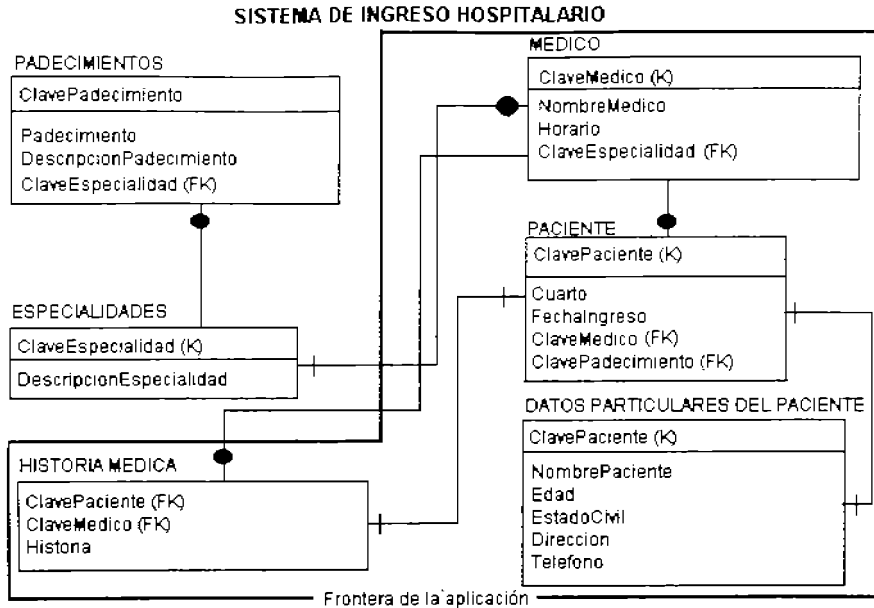 SISTEMA DE INGRESO HOSPITALARIO
PADECIMIENTOS
ClavePadecimiento
Padecimiento
DescripcionPadecimiento
ClaveEspecialidad (FK)
MEDICO
ClaveMedico (K)
NombreMedico
Horario
ClaveEspecialidad (FK)
ESPECIALIDADES
ClaveEspecialidad (K)
DescripcionEspecialidad
PACIENTE
ClavePaciente (K)
Cuarto
FechaIngreso
ClaveMedico (FK)
ClavePadecimiento (FK)
HISTORIA MEDICA
ClavePaciente (FK)
ClaveMedico (FK)
Historia
DATOS PARTICULARES DEL PACIENTE
ClavePaciente (K)
NombrePaciente
Edad
EstadoCivil
Direccion
Telefono
Frontera de la aplicación